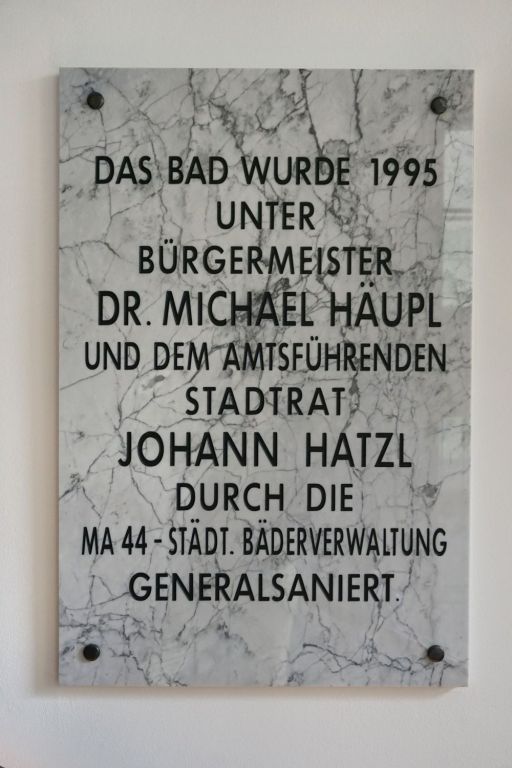 DAS BAD WURDE 1995
UNTER
BÜRGERMEISTER
DR. MICHAEL HÄUPL
UND DEM AMTSFÜHRENDEN
STADTRAT
JOHANN HATZL
DURCH DIE
MA 44 - STÄDT. BÄDERVERWALTUNG
GENERALSANIERT.